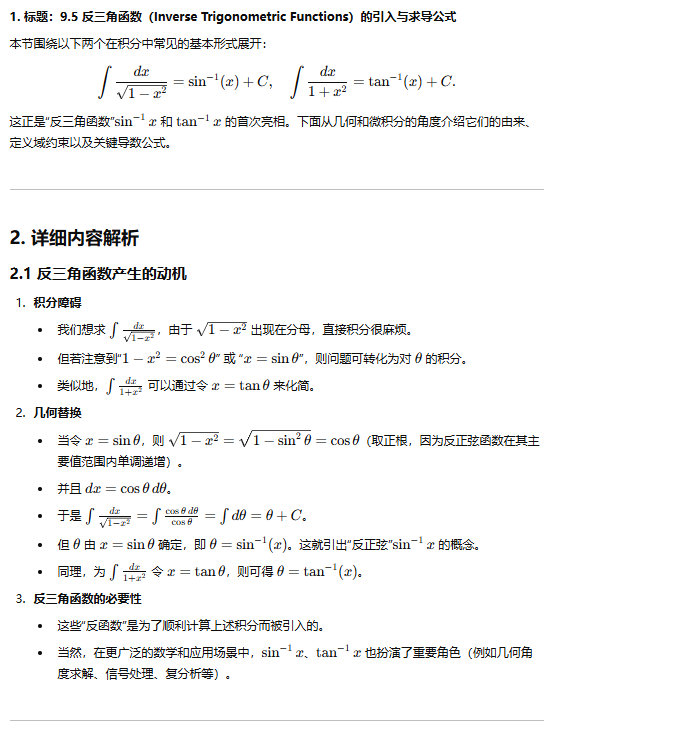 1. 标题：9.5 反三角函数（Inverse Trigonometric Functions）的引入与求导公式
本节围绕以下两个在积分中常见的基本形式展开：
∫ dx/√(1 − x²) = sin⁻¹(x) + C, ∫ dx/(1 + x²) = tan⁻¹(x) + C.
这正是“反三角函数”sin⁻¹ x 和 tan⁻¹ x 的首次亮相。下面从几何和微积分的角度介绍它们的由来、
定义域约束以及关键导数公式。
2. 详细内容解析
2.1 反三角函数产生的动机
1. 积分障碍
• 我们想求 ∫ dx/√(1−x²)，由于 √(1 − x²) 出现在分母，直接积分很麻烦。
• 但若注意到“1 − x² = cos² θ” 或 “x = sin θ”，则问题可转化为对 θ 的积分。
• 类似地，∫ dx/(1+x²) 可以通过令 x = tan θ 来化简。
2. 几何替换
• 当令 x = sin θ，则 √(1 − x²) = √(1 − sin² θ) = cos θ（取正根，因为反正弦函数在其主
要值范围内单调递增）。
• 并且 dx = cos θ dθ。
• 于是 ∫ dx/√(1−x²) = ∫ cos θ dθ/cos θ = ∫ dθ = θ + C。
• 但 θ 由 x = sin θ 确定，即 θ = sin⁻¹(x)。这就引出“反正弦”sin⁻¹ x 的概念。
• 同理，为 ∫ dx/(1+x²) 令 x = tan θ，则可得 θ = tan⁻¹(x)。
3. 反三角函数的必要性
• 这些“反函数”是为了顺利计算上述积分而被引入的。
• 当然，在更广泛的数学和应用场景中，sin⁻¹ x、tan⁻¹ x 也扮演了重要角色（例如几何角
度求解、信号处理、复分析等）。